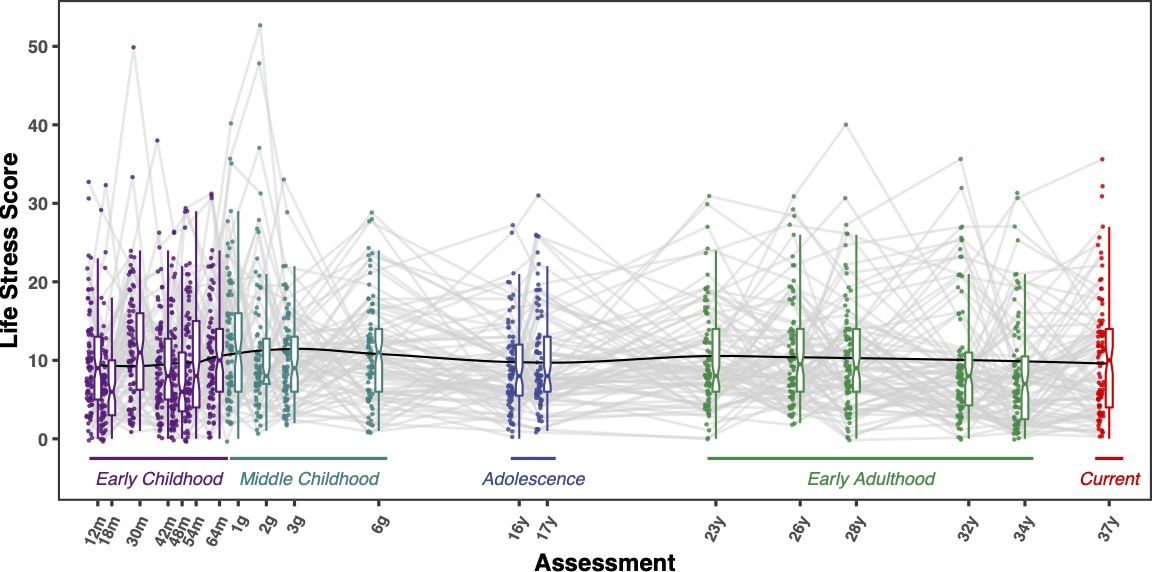 Life Stress Score
50
40
30
20
10
0
Early Childhood Middle Childhood Adolescence Early Adulthood Current
12m 18m 30m 42m 48m 54m 64m 1g 2g 3g 6g 16y 17y 23y 26y 28y 32y 34y 37y
Assessment